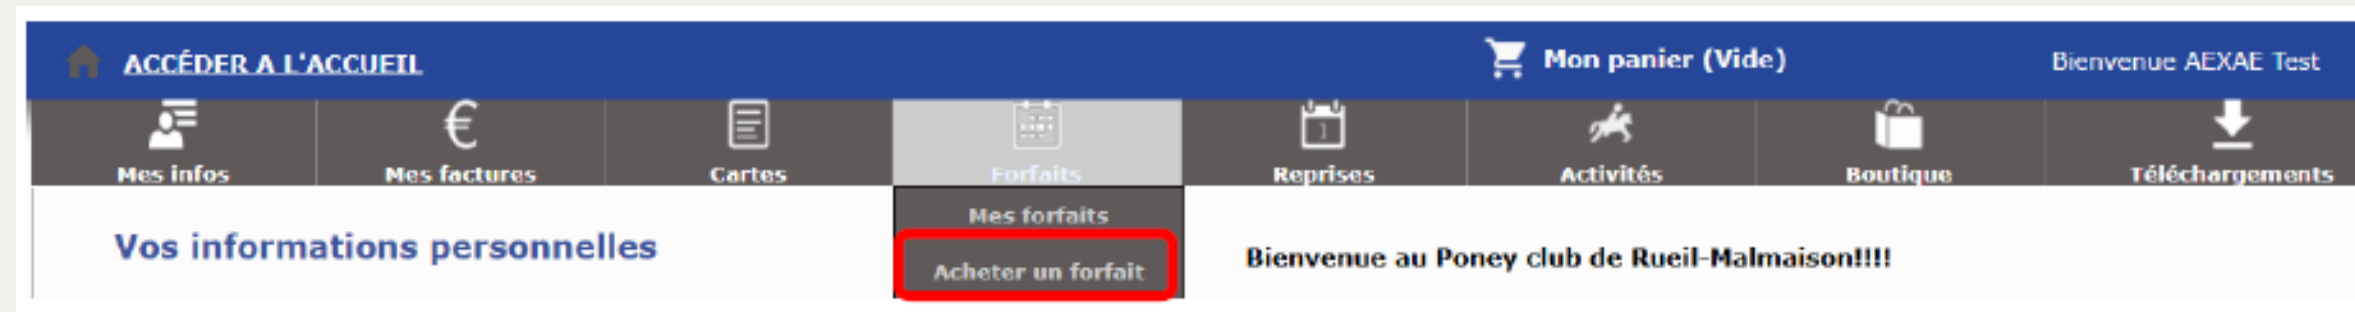 ACCÉDER A L'ACCUEIL
Mon panier (Vide)
Bienvenue AEXAE Test
Mes infos
Mes factures
Cartes
Forfaits
1
Reprises
Activités
Boutique
Téléchargements
Mes forfaits
Acheter un forfait
Vos informations personnelles
Bienvenue au Poney club de Rueil-Malmaison!!!!